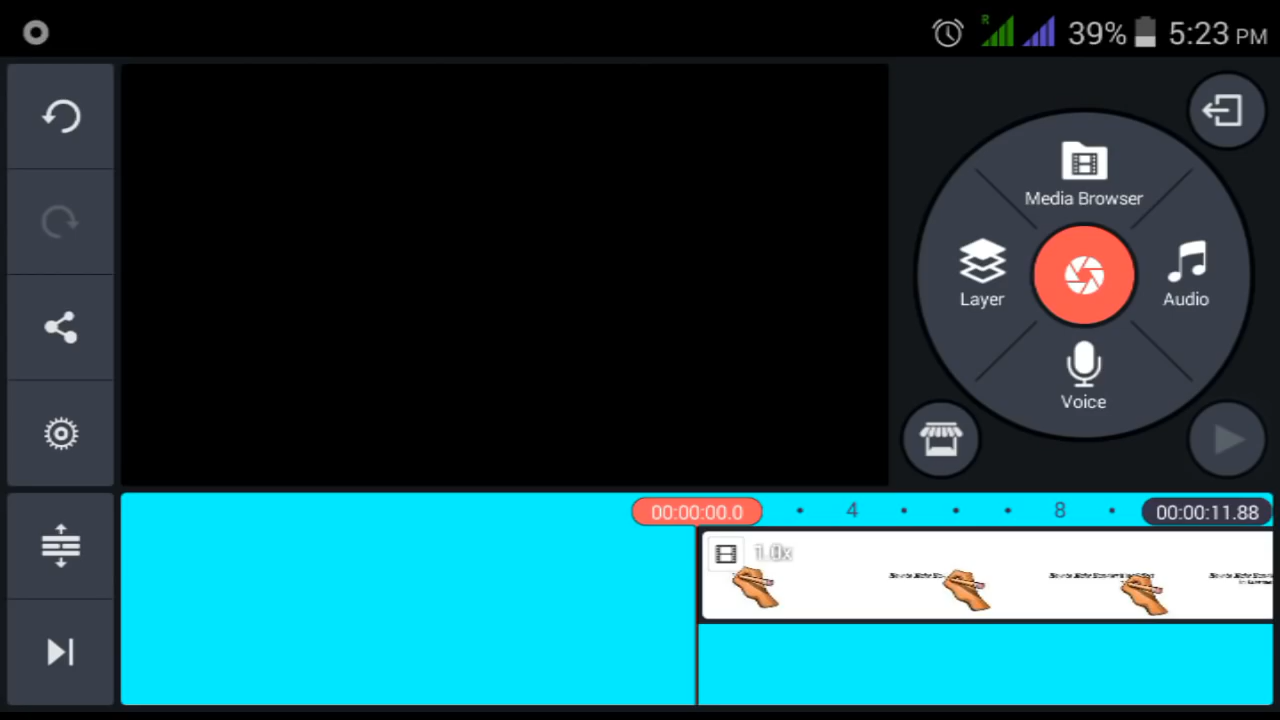 R 39% 5:23 PM
Media Browser
Layer
Audio
Voice
00:00:00.0 4 8 00:00:11.88
1.0x